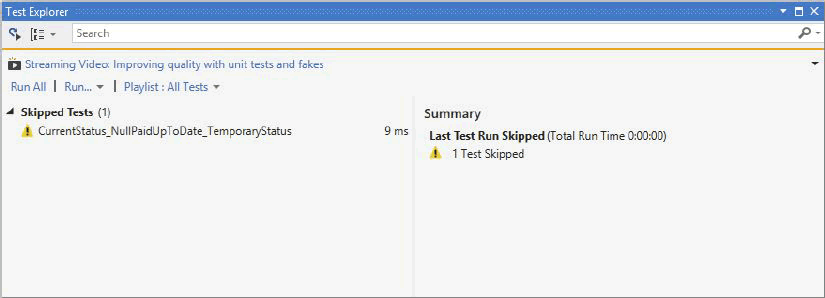 Test Explorer
Search
Streaming Video: Improving quality with unit tests and fakes
Run All | Run... | Playlist : All Tests
Skipped Tests (1)
CurrentStatus_NullPaidUpToDate_TemporaryStatus 9 ms
Summary
Last Test Run Skipped (Total Run Time 0:00:00)
1 Test Skipped